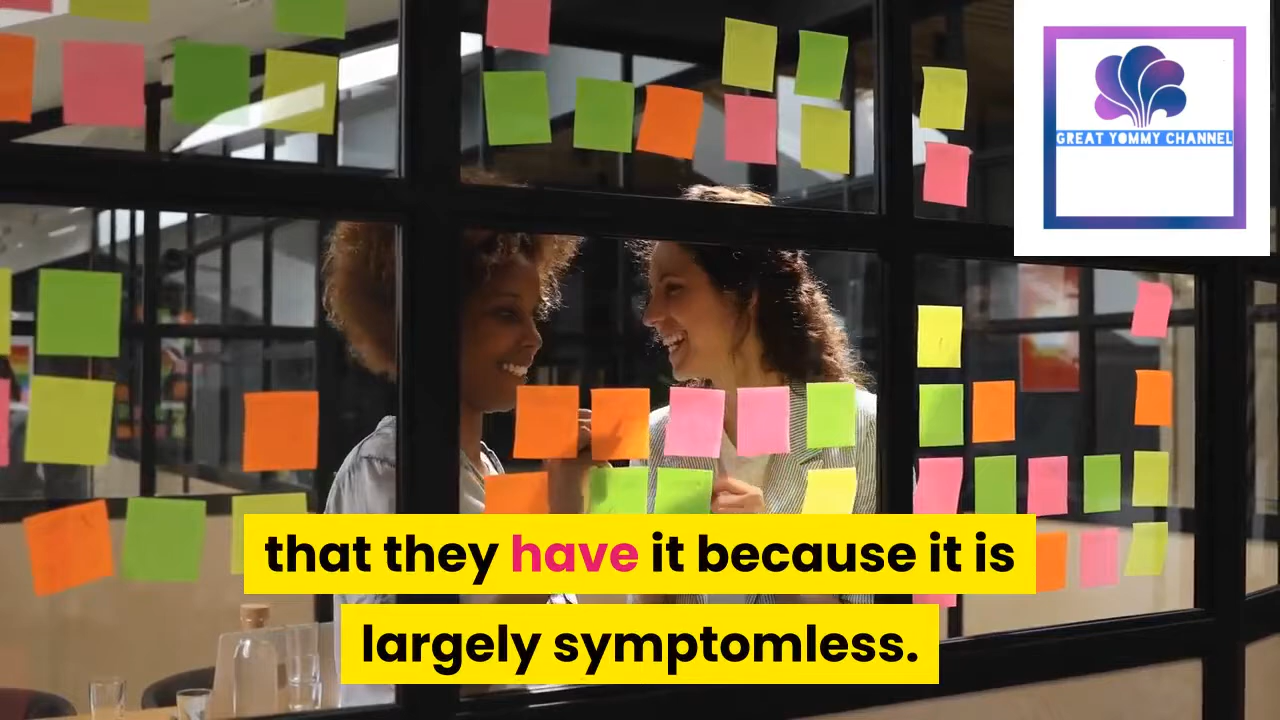 GREAT YOMMY CHANNEL
that they have it because it is
largely symptomless.